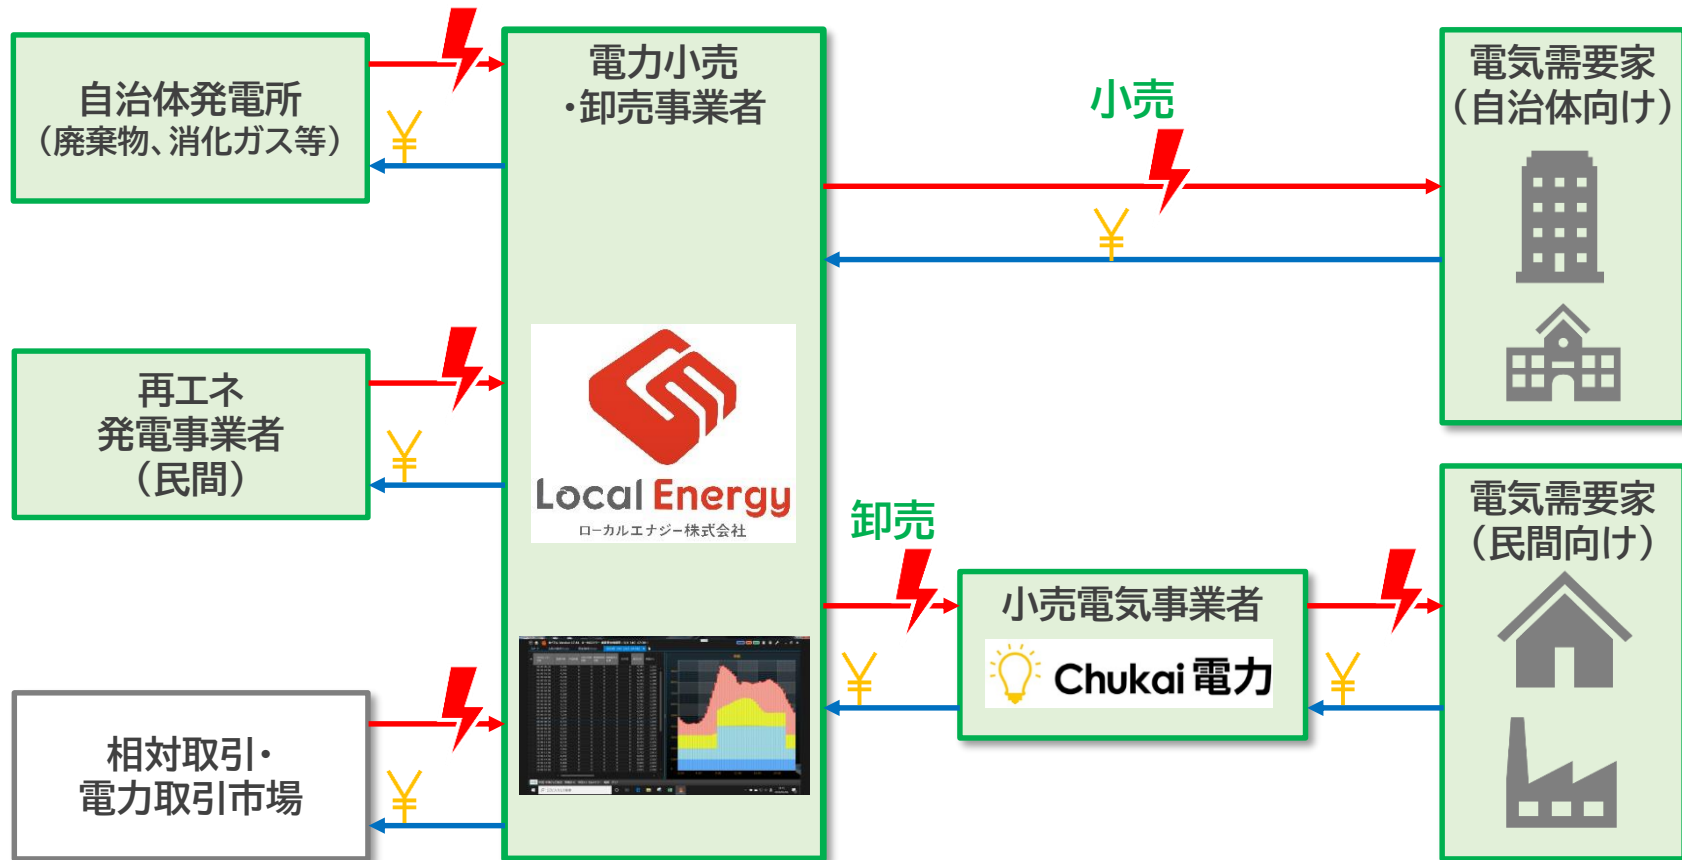 自治体発電所
（廃棄物、消化ガス等）
¥
再エネ
発電事業者
（民間）
¥
相対取引・
電力取引市場
¥
電力小売
・卸売事業者
Local Energy
ローカルエナジー株式会社
小売
¥
卸売
¥
小売電気事業者
Chukai 電力
¥
電気需要家
（自治体向け）
電気需要家
（民間向け）